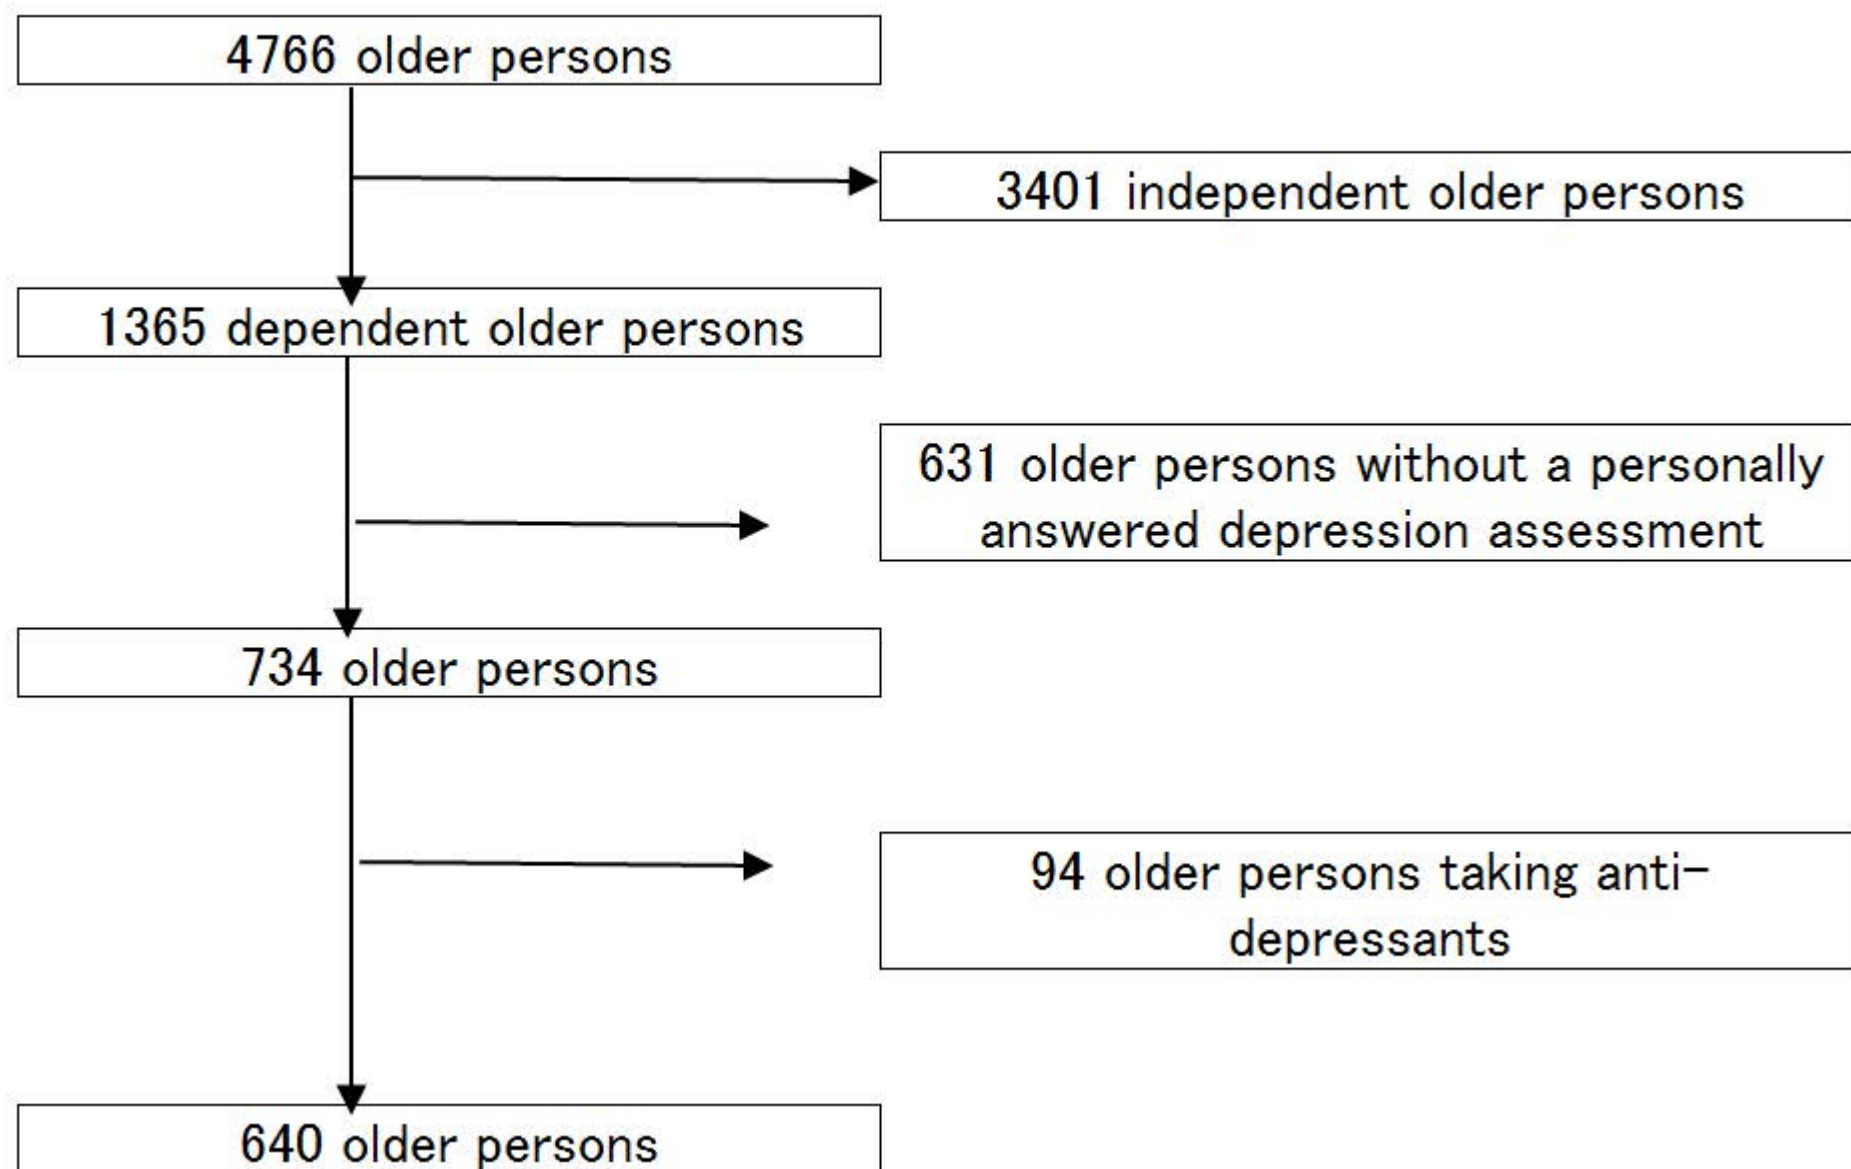 4766 older persons
3401 independent older persons
1365 dependent older persons
631 older persons without a personally
answered depression assessment
734 older persons
94 older persons taking anti-
depressants
640 older persons